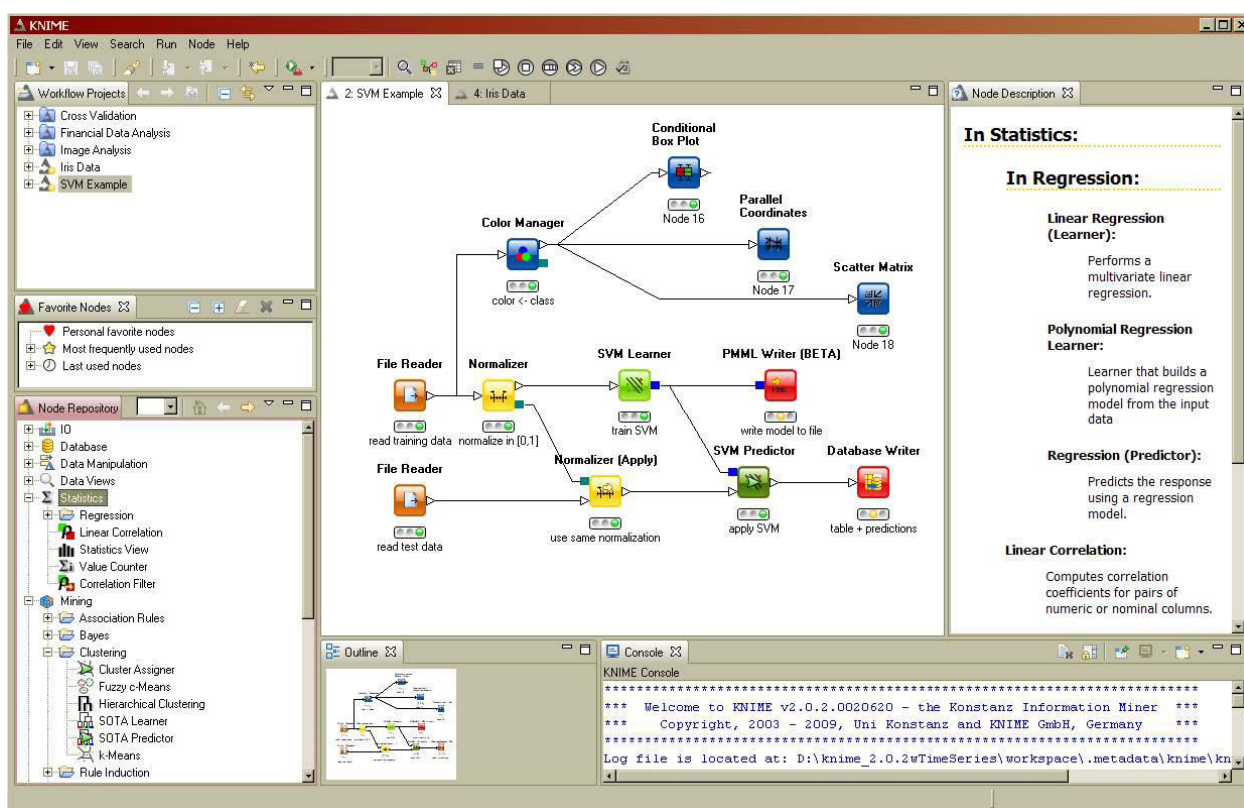 KNIME
File Edit View Search Run Node Help
Workflow Projects
Cross Validation
Financial Data Analysis
Image Analysis
Iris Data
SVM Example
Favorite Nodes
Personal favorite nodes
Most frequently used nodes
Last used nodes
Node Repository
IO
Database
Data Manipulation
Data Views
Statistics
Regression
Linear Correlation
Statistics View
Value Counter
Correlation Filter
Mining
Association Rules
Bayes
Clustering
Cluster Assigner
Fuzzy c-Means
Hierarchical Clustering
SOTA Learner
SOTA Predictor
k-Means
Rule Induction
2: SVM Example
4: Iris Data
Conditional
Box Plot
Node 16
Parallel
Coordinates
Node 17
Color Manager
color <- class
Scatter Matrix
Node 18
File Reader
read training data
Normalizer
normalize in [0,1]
SVM Learner
train SVM
PMML Writer (BETA)
write model to file
File Reader
read test data
Normalizer (Apply)
use same normalization
SVM Predictor
apply SVM
Database Writer
table + predictions
Node Description
In Statistics:
In Regression:
Linear Regression
(Learner):
Performs a
multivariate linear
regression.
Polynomial Regression
Learner:
Learner that builds a
polynomial regression
model from the input
data
Regression (Predictor):
Predicts the response
using a regression
model.
Linear Correlation:
Computes correlation
coefficients for pairs of
numeric or nominal columns.
Outline
Console
KNIME Console
*** Welcome to KNIME v2.0.2.0020620 - the Konstanz Information Miner ***
*** Copyright, 2003 - 2009, Uni Konstanz and KNIME GmbH, Germany ***
Log file is located at: D:\knime_2.0.2wTimeSeries\workspace\.metadata\knime\kn